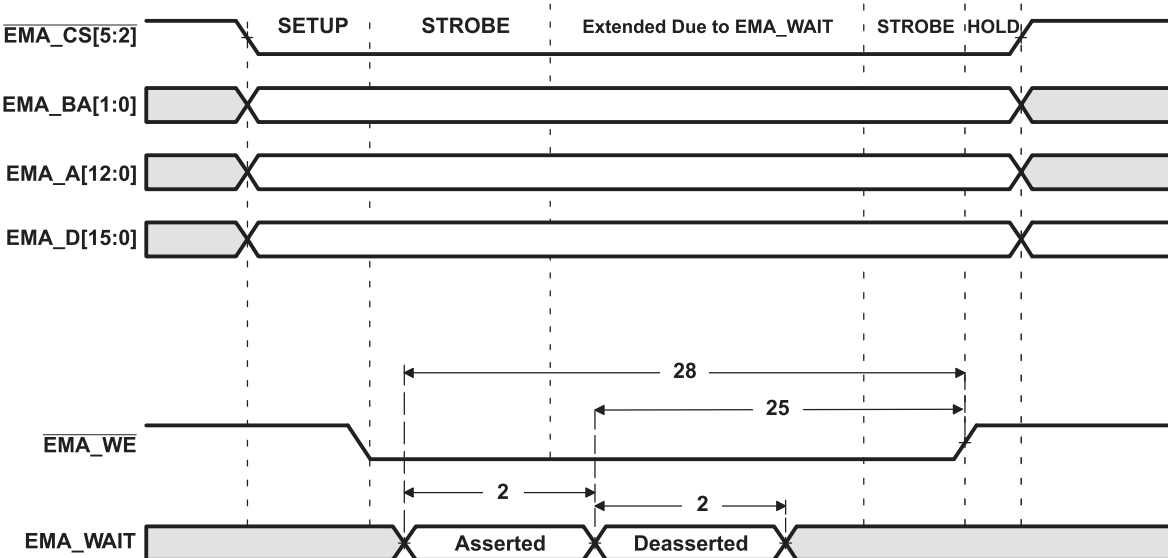 SETUP STROBE Extended Due to EMA_WAIT STROBE HOLD
EMA_CS[5:2]
EMA_BA[1:0]
EMA_A[12:0]
EMA_D[15:0]
28
25
EMA_WE
2
2
EMA_WAIT Asserted Deasserted